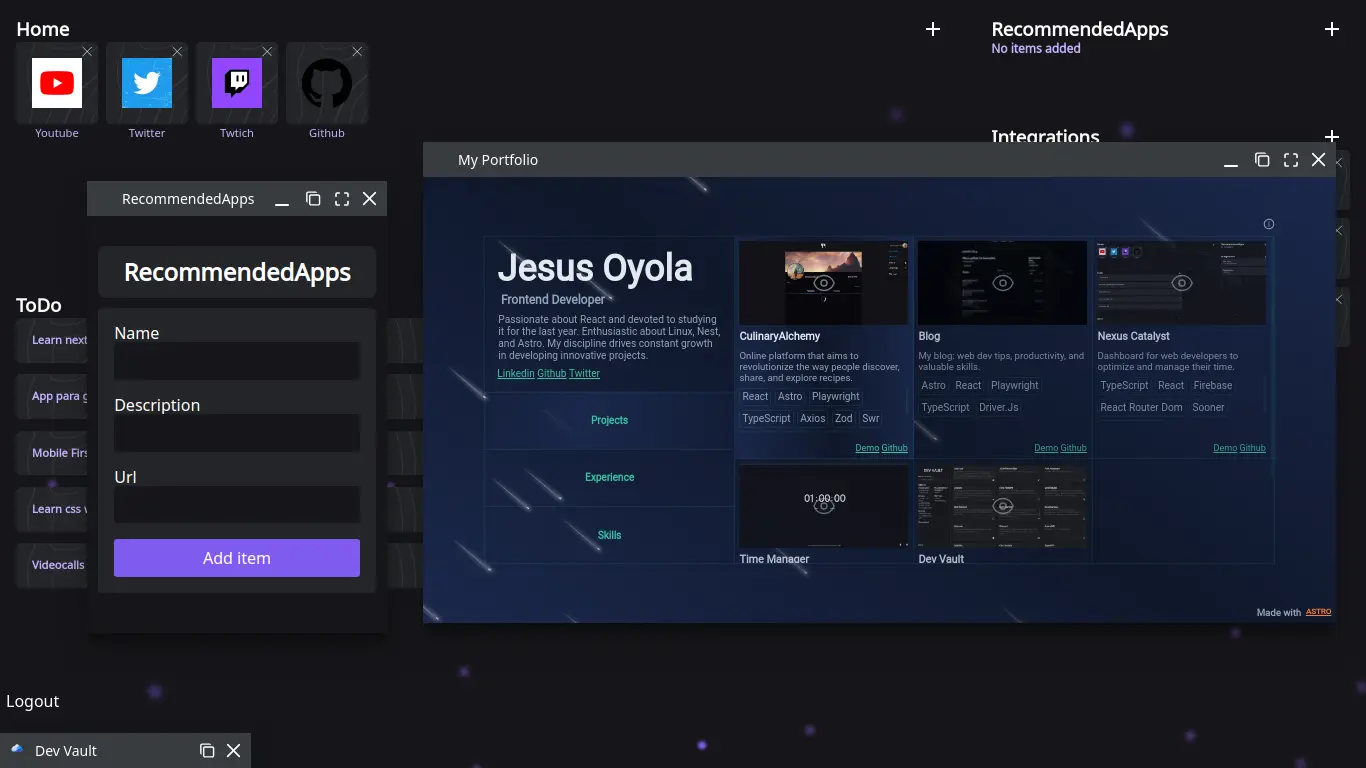 Home
Youtube
Twitter
Twtich
Github
RecommendedApps
No items added
Integrations
ToDo
Learn next
App para g
Mobile Firs
Learn css
Videocalls
RecommendedApps
RecommendedApps
Name
Description
Url
Add item
My Portfolio
Jesus Oyola
Frontend Developer
Passionate about React and devoted to studying
it for the last year. Enthusiastic about Linux, Nest,
and Astro. My discipline drives constant growth
in developing innovative projects.
Linkedin Github Twitter
Projects
Experience
Skills
CulinaryAlchemy
Online platform that aims to
revolutionize the way people discover,
share, and explore recipes.
React Astro Playwright
TypeScript Axios Zod Swr
Demo Github
Blog
My blog: web dev tips, productivity, and
valuable skills.
Astro React Playwright
TypeScript Driver.Js
Demo Github
Nexus Catalyst
Dashboard for web developers to
optimize and manage their time.
TypeScript React Firebase
React Router Dom Sooner
Demo Github
01:00:00
Time Manager
DEV VAULT
Dev Vault
Made with ASTRO
Logout
Dev Vault